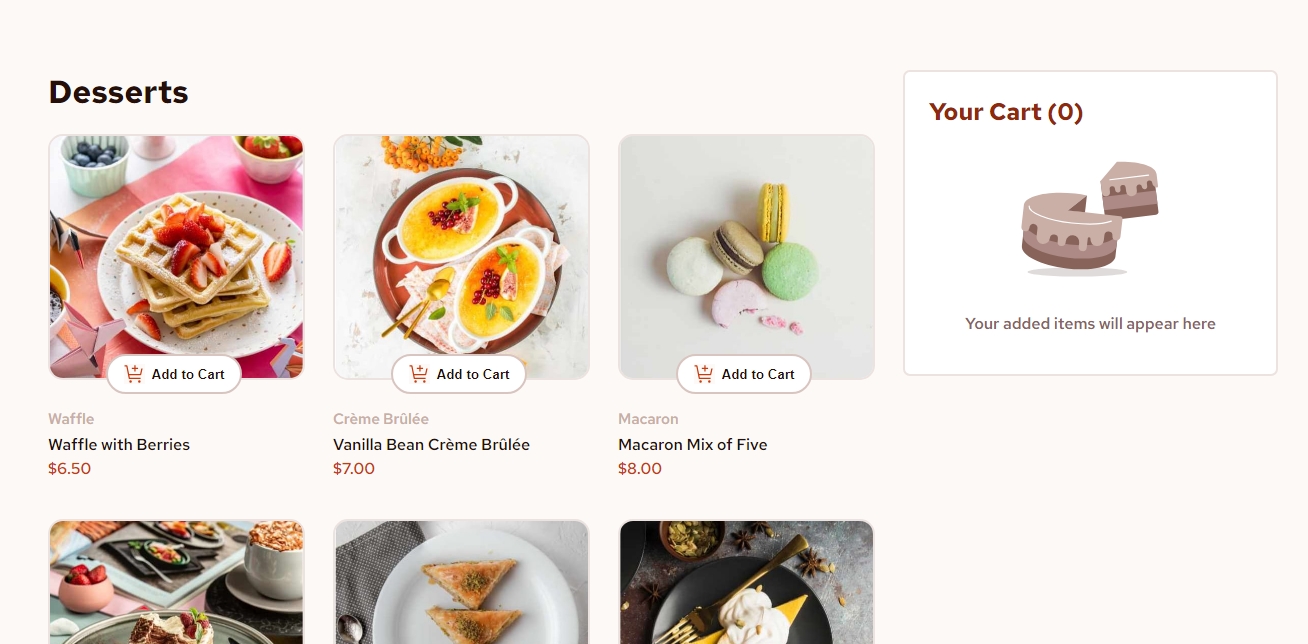 Desserts
Add to Cart
Waffle
Waffle with Berries
$6.50
Add to Cart
Crème Brûlée
Vanilla Bean Crème Brûlée
$7.00
Add to Cart
Macaron
Macaron Mix of Five
$8.00
Your Cart (0)
Your added items will appear here